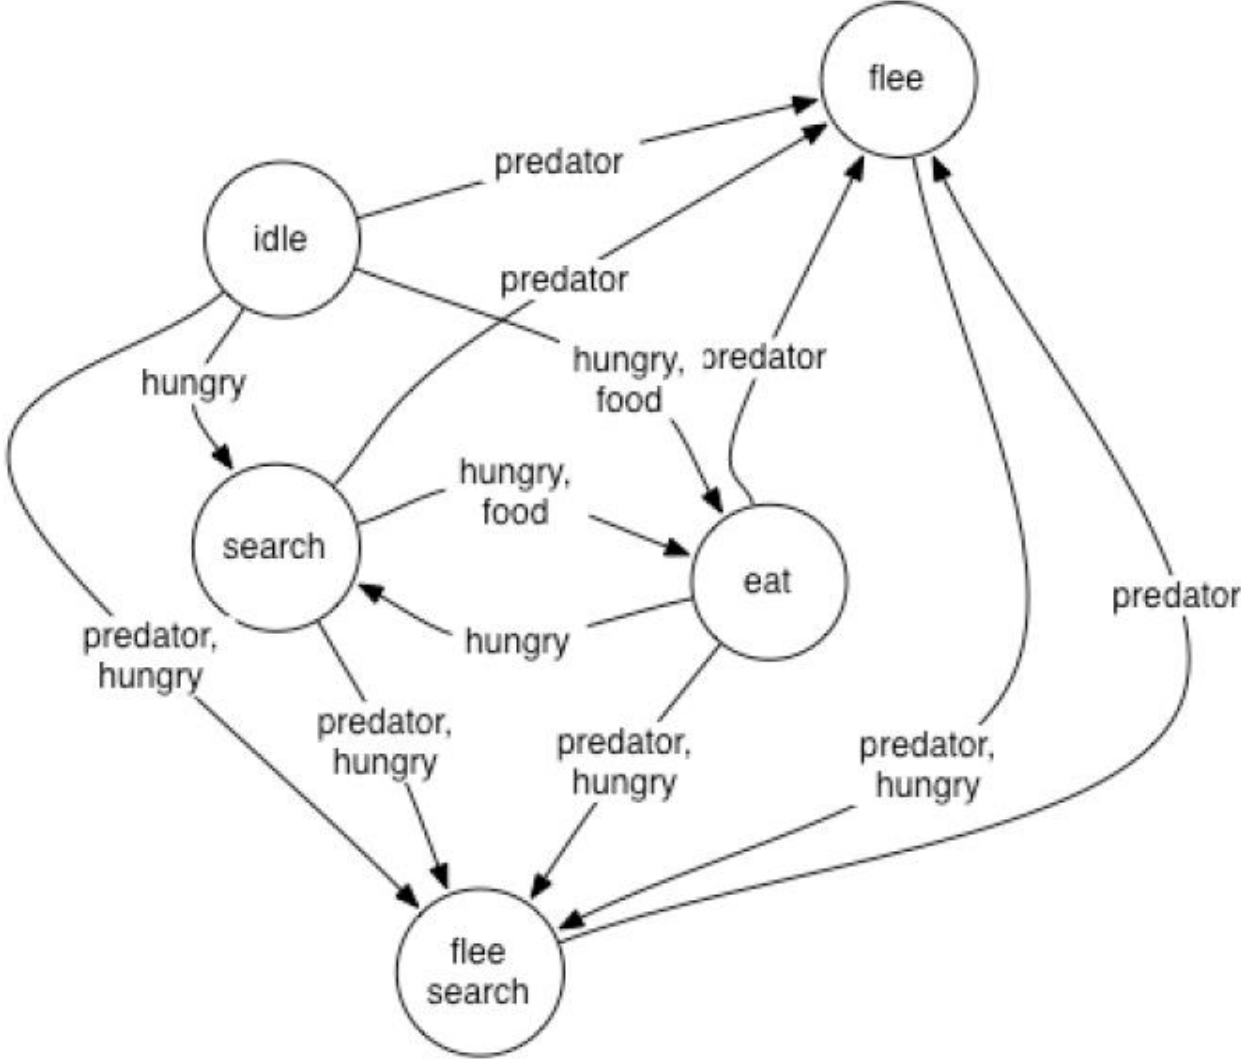 flee
predator
idle
predator
hungry,
food
predator
hungry
hungry,
food
search
eat
predator
hungry
predator,
hungry
predator,
hungry
predator,
hungry
predator,
hungry
flee
search